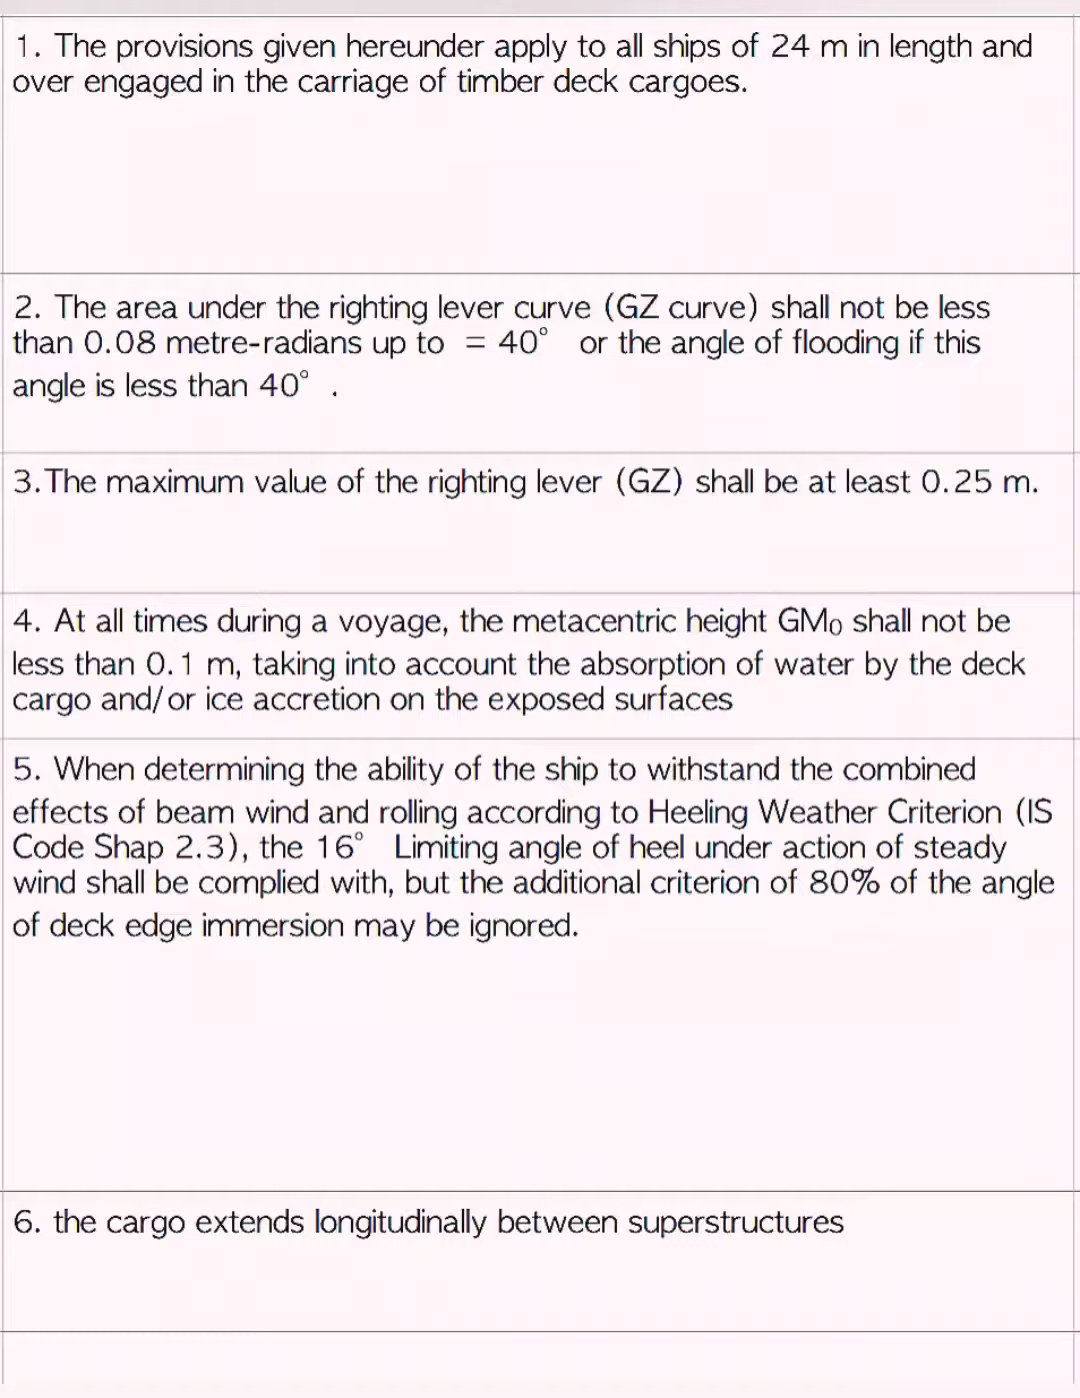 1. The provisions given hereunder apply to all ships of 24 m in length and
over engaged in the carriage of timber deck cargoes.
2. The area under the righting lever curve (GZ curve) shall not be less
than 0.08 metre-radians up to = 40° or the angle of flooding if this
angle is less than 40° .
3.The maximum value of the righting lever (GZ) shall be at least 0.25 m.
4. At all times during a voyage, the metacentric height GM₀ shall not be
less than 0.1 m, taking into account the absorption of water by the deck
cargo and/or ice accretion on the exposed surfaces
5. When determining the ability of the ship to withstand the combined
effects of beam wind and rolling according to Heeling Weather Criterion (IS
Code Shap 2.3), the 16° Limiting angle of heel under action of steady
wind shall be complied with, but the additional criterion of 80% of the angle
of deck edge immersion may be ignored.
6. the cargo extends longitudinally between superstructures